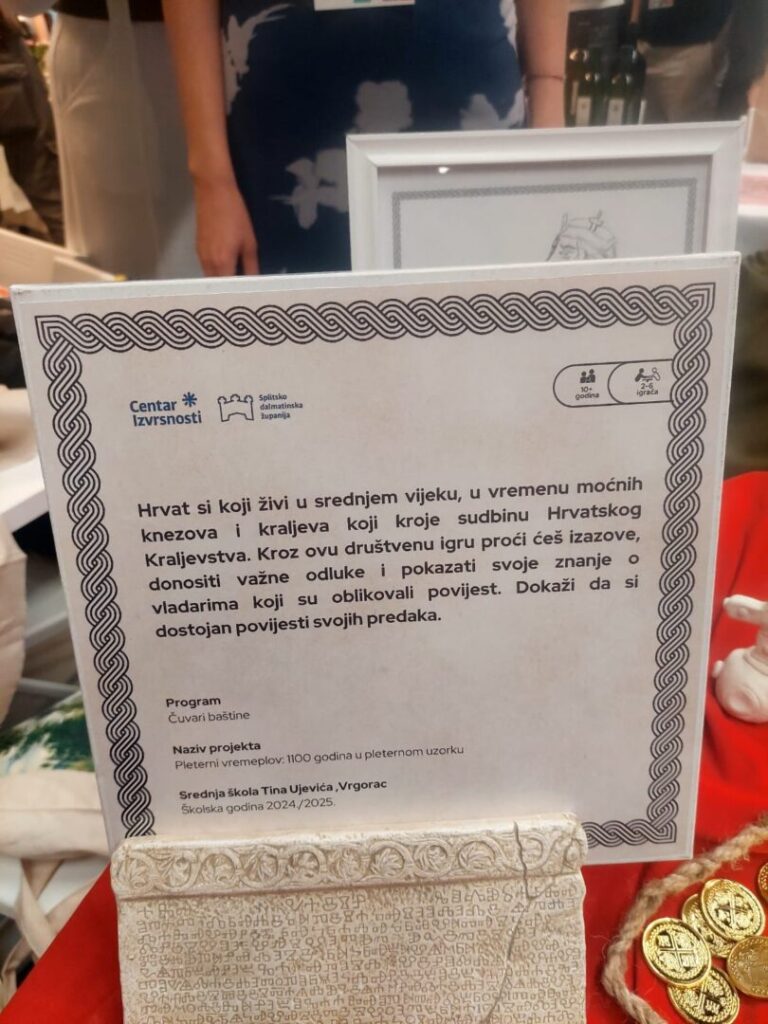 Centar
Izvrsnosti
Splitsko
dalmatinska
županija
10+
godina
2-6
igrača
Hrvat si koji živi u srednjem vijeku, u vremenu moćnih
knezova i kraljeva koji kroje sudbinu Hrvatskog
Kraljevstva. Kroz ovu društvenu igru proći ćeš izazove,
donositi važne odluke i pokazati svoje znanje o
vladarima koji su oblikovali povijest. Dokaži da si
dostojan povijesti svojih predaka.
Program
Čuvari baštine
Naziv projekta
Pleterni vremeplov: 1100 godina u pleternom uzorku
Srednja škola Tina Ujevića ,Vrgorac
Školska godina 2024./2025.